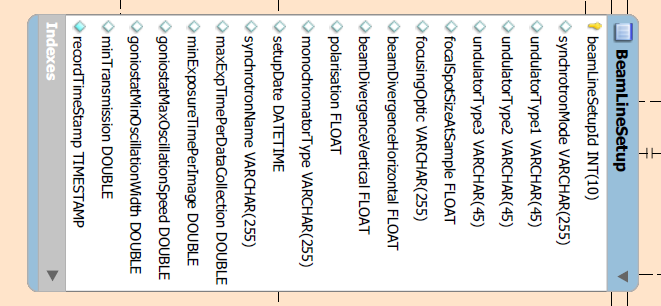 BeamLineSetup
beamLineSetupId INT(10)
synchrotronMode VARCHAR(255)
undulatorType1 VARCHAR(45)
undulatorType2 VARCHAR(45)
undulatorType3 VARCHAR(45)
focalSpotSizeAtSample FLOAT
focusingOptic VARCHAR(255)
beamDivergenceHorizontal FLOAT
beamDivergenceVertical FLOAT
polarisation FLOAT
monochromatorType VARCHAR(255)
setupDate DATETIME
synchrotronName VARCHAR(255)
maxExpTimePerDataCollection DOUBLE
minExposureTimePerImage DOUBLE
goniostatMaxOscillationSpeed DOUBLE
goniostatMinOscillationWidth DOUBLE
minTransmission DOUBLE
recordTimeStamp TIMESTAMP
Indexes